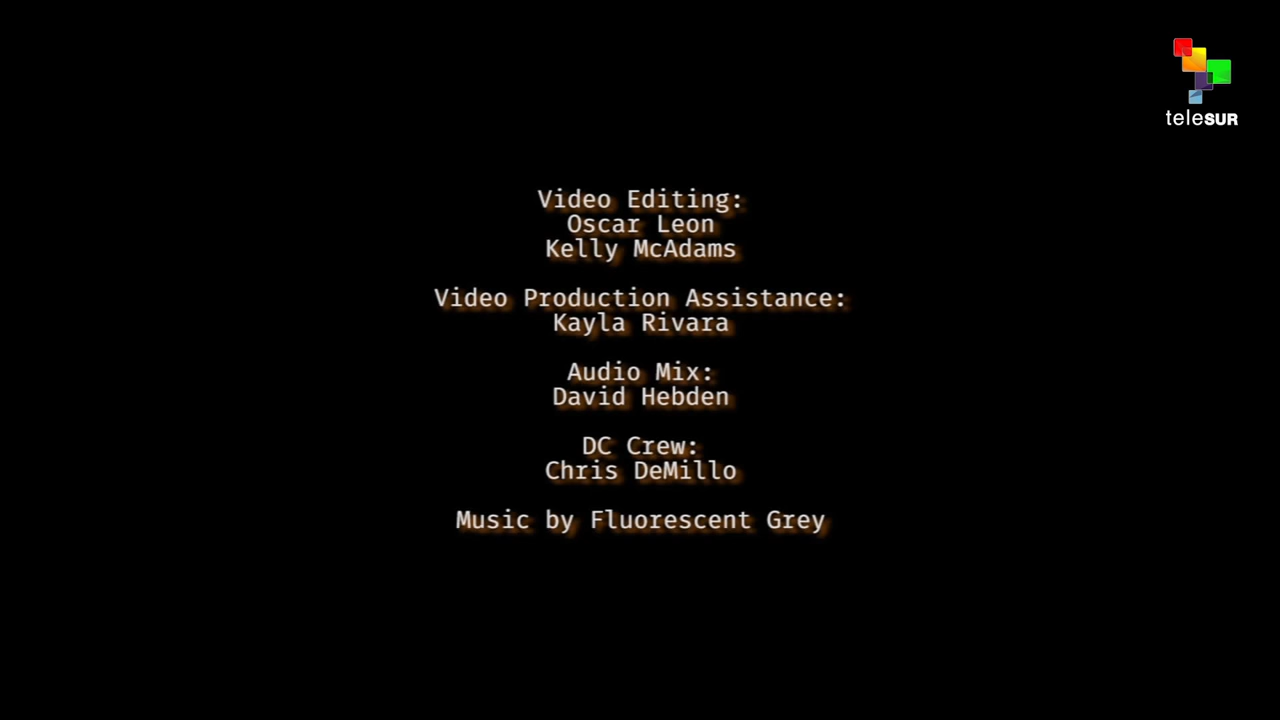 teleSUR
Video Editing:
Oscar Leon
Kelly McAdams
Video Production Assistance:
Kayla Rivara
Audio Mix:
David Hebden
DC Crew:
Chris DeMillo
Music by Fluorescent Grey